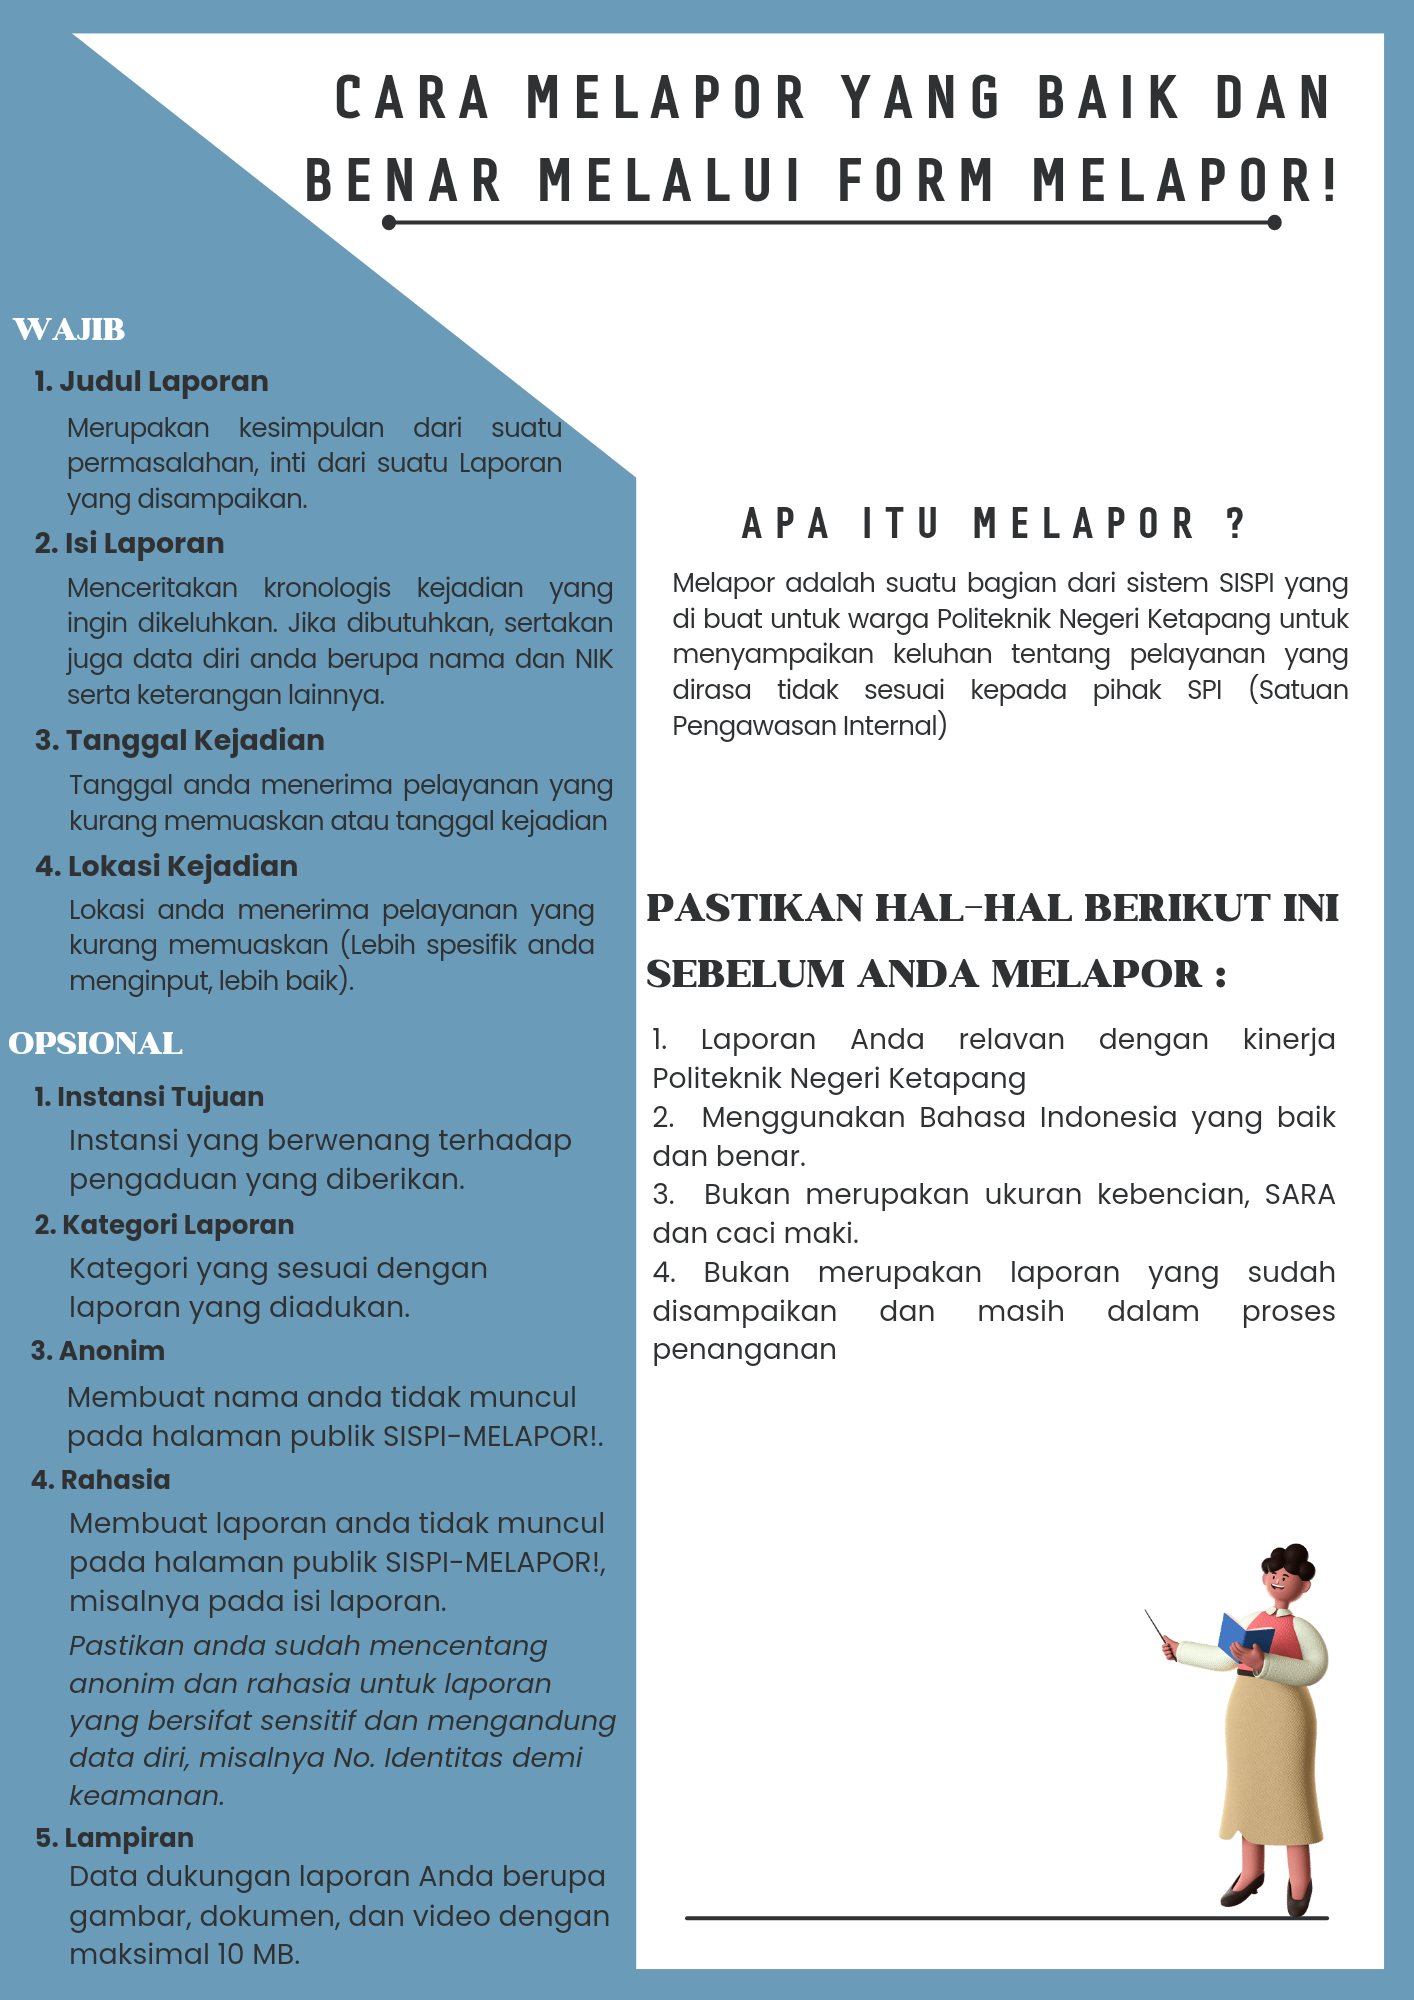 CARA MELAPOR YANG BAIK DAN
BENAR MELALUI FORM MELAPOR!
WAJIB
1. Judul Laporan
Merupakan kesimpulan dari suatu
permasalahan, inti dari suatu Laporan
yang disampaikan.
2. Isi Laporan
Menceritakan kronologis kejadian yang
ingin dikeluhkan. Jika dibutuhkan, sertakan
juga data diri anda berupa nama dan NIK
serta keterangan lainnya.
3. Tanggal Kejadian
Tanggal anda menerima pelayanan yang
kurang memuaskan atau tanggal kejadian
4. Lokasi Kejadian
Lokasi anda menerima pelayanan yang
kurang memuaskan (Lebih spesifik anda
menginput, lebih baik).
OPSIONAL
1. Instansi Tujuan
Instansi yang berwenang terhadap
pengaduan yang diberikan.
2. Kategori Laporan
Kategori yang sesuai dengan
laporan yang diadukan.
3. Anonim
Membuat nama anda tidak muncul
pada halaman publik SISPI-MELAPOR!.
4. Rahasia
Membuat laporan anda tidak muncul
pada halaman publik SISPI-MELAPOR!,
misalnya pada isi laporan.
Pastikan anda sudah mencentang
anonim dan rahasia untuk laporan
yang bersifat sensitif dan mengandung
data diri, misalnya No. Identitas demi
keamanan.
5. Lampiran
Data dukungan laporan Anda berupa
gambar, dokumen, dan video dengan
maksimal 10 MB.
APA ITU MELAPOR ?
Melapor adalah suatu bagian dari sistem SISPI yang
di buat untuk warga Politeknik Negeri Ketapang untuk
menyampaikan keluhan tentang pelayanan yang
dirasa tidak sesuai kepada pihak SPI (Satuan
Pengawasan Internal)
PASTIKAN HAL-HAL BERIKUT INI
SEBELUM ANDA MELAPOR :
1. Laporan Anda relavan dengan kinerja
Politeknik Negeri Ketapang
2. Menggunakan Bahasa Indonesia yang baik
dan benar.
3. Bukan merupakan ukuran kebencian, SARA
dan caci maki.
4. Bukan merupakan laporan yang sudah
disampaikan dan masih dalam proses
penanganan